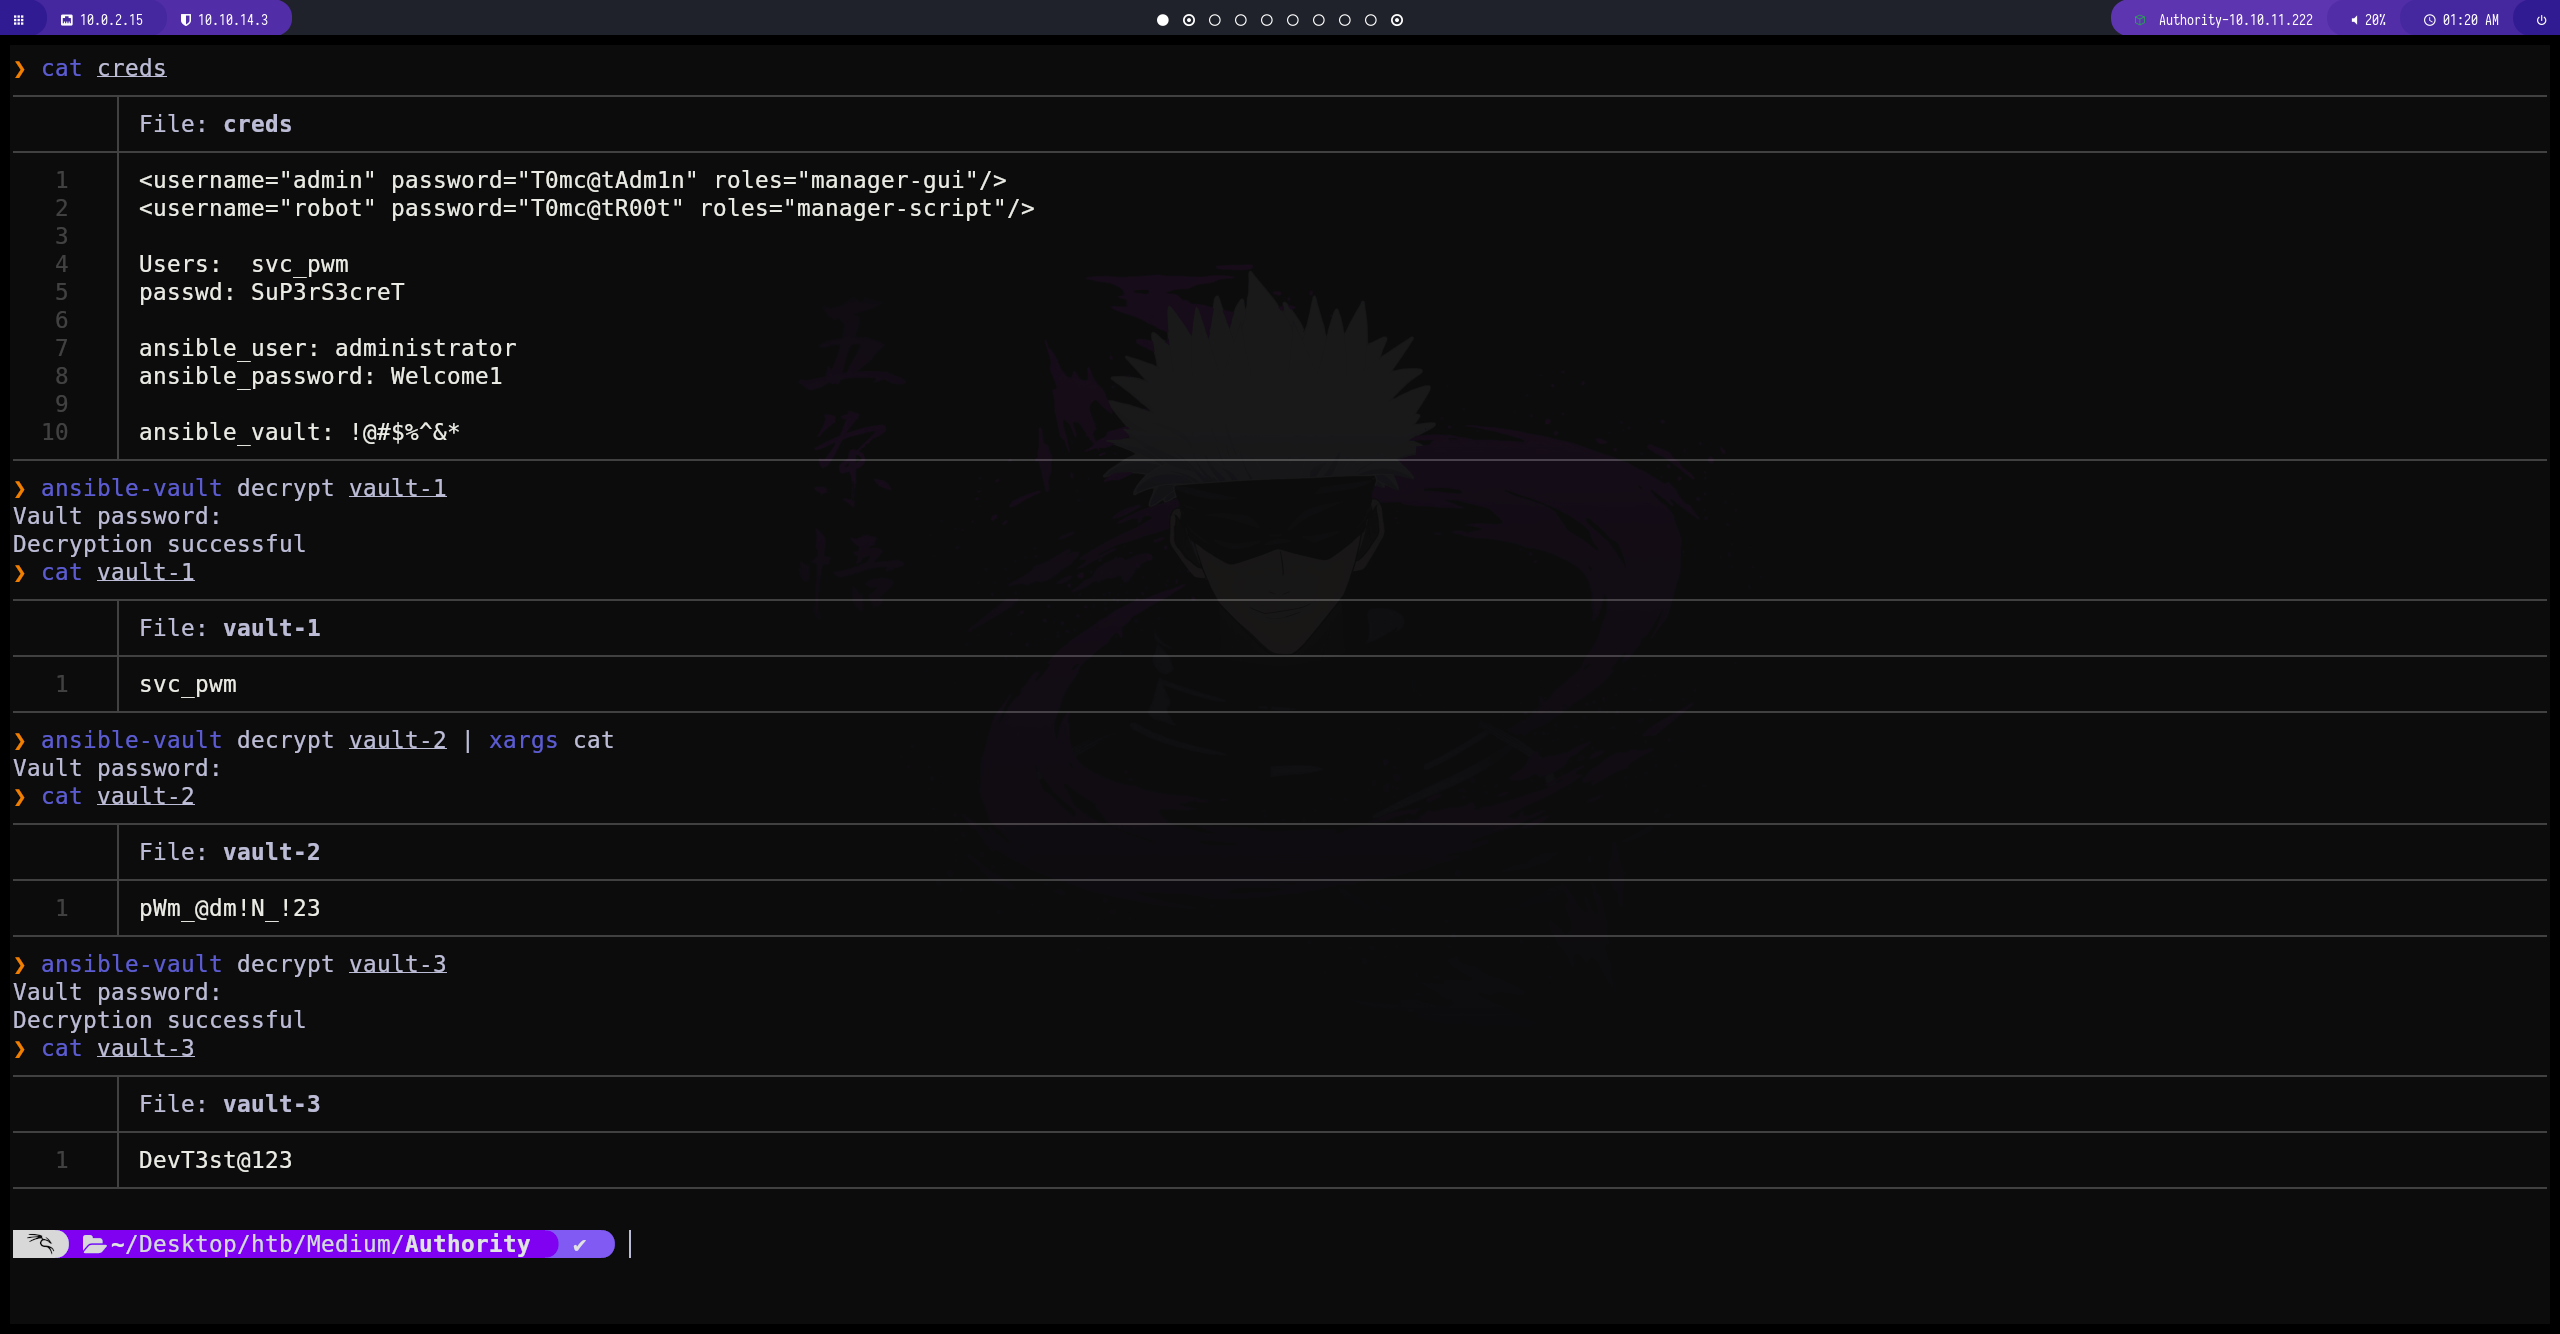 10.0.2.15 10.10.14.3 Authority-10.10.11.222 20% 01:20 AM
❯ cat creds
File: creds
1 <username="admin" password="T0mc@tAdm1n" roles="manager-gui"/>
2 <username="robot" password="T0mc@tR00t" roles="manager-script"/>
3
4 Users:  svc_pwm
5 passwd: SuP3rS3creT
6
7 ansible_user: administrator
8 ansible_password: Welcome1
9
10 ansible_vault: !@#$%^&*
❯ ansible-vault decrypt vault-1
Vault password:
Decryption successful
❯ cat vault-1
File: vault-1
1 svc_pwm
❯ ansible-vault decrypt vault-2 | xargs cat
Vault password:
❯ cat vault-2
File: vault-2
1 pWm_@dm!N_!23
❯ ansible-vault decrypt vault-3
Vault password:
Decryption successful
❯ cat vault-3
File: vault-3
1 DevT3st@123
~/Desktop/htb/Medium/Authority ✔
五
条
悟